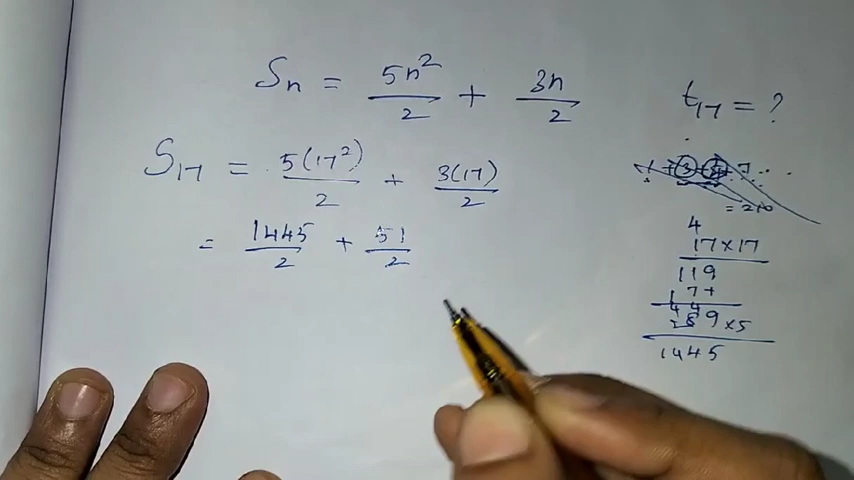 Sn = 5n²/2 + 3n/2
t17 = ?
S17 = 5(17²)/2 + 3(17)/2
= 1445/2 + 51/2
= 210
4
17×17
119
17+
289×5
1445